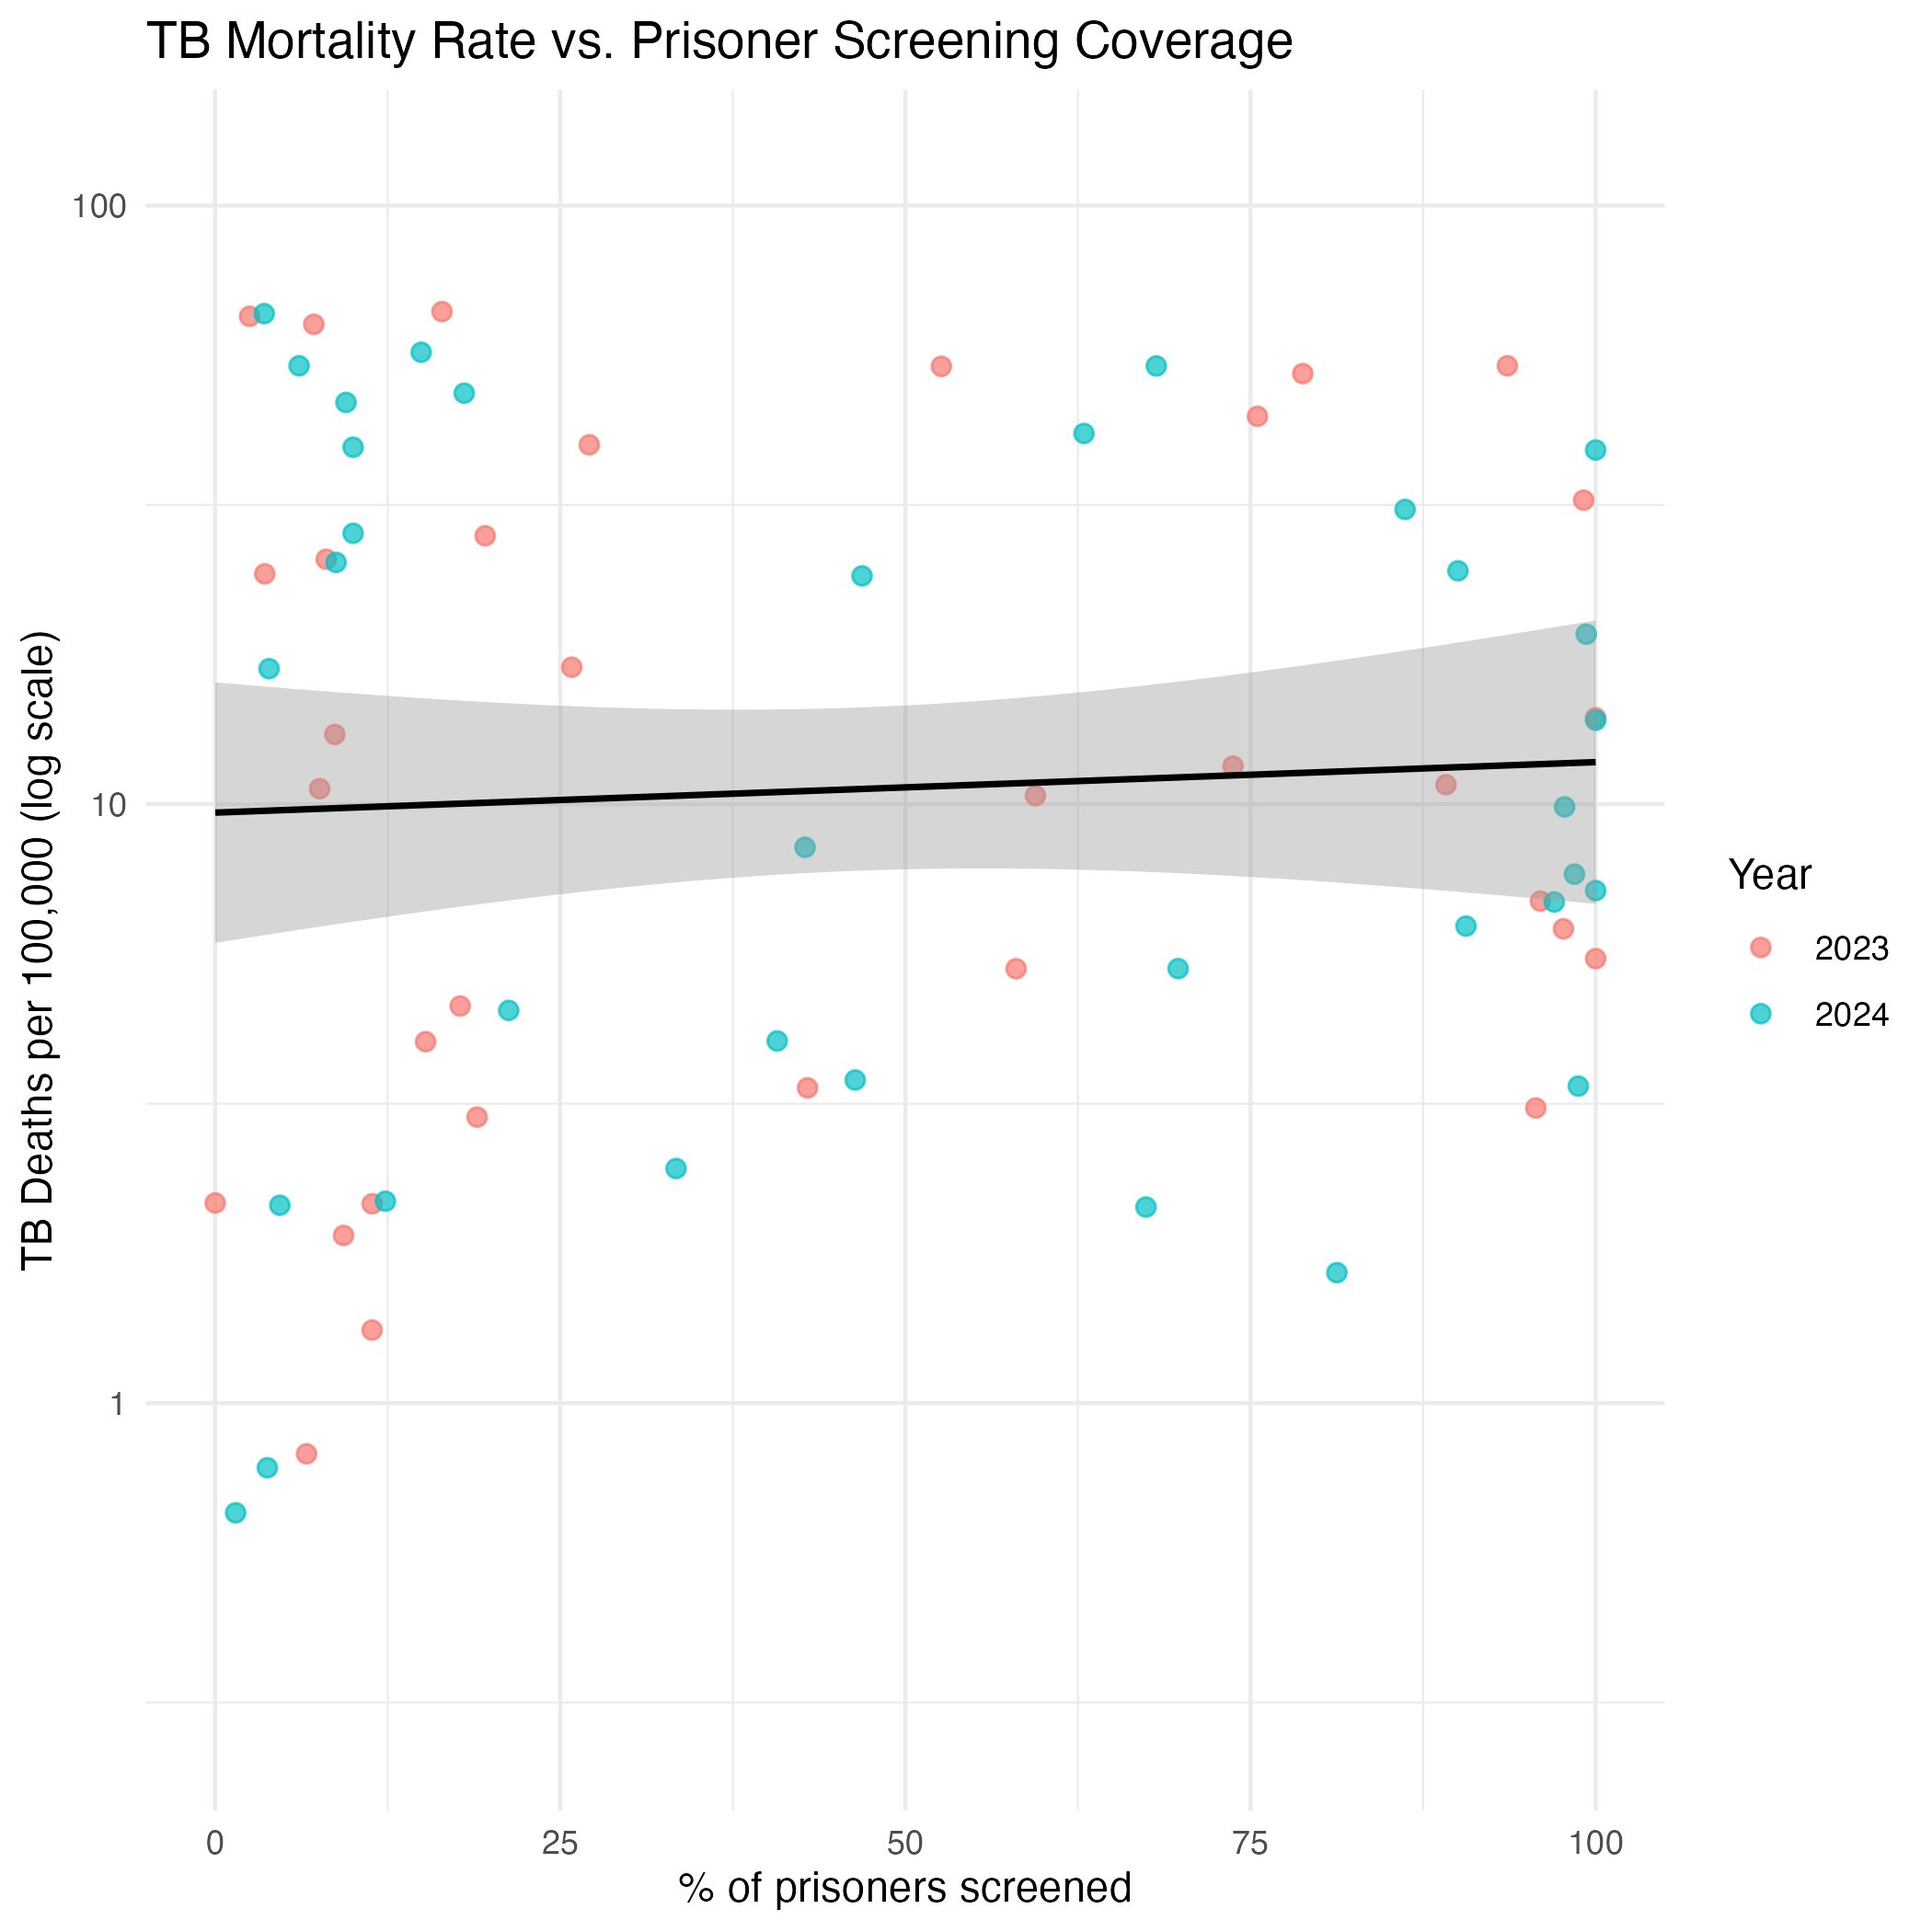 TB Mortality Rate vs. Prisoner Screening Coverage
TB Deaths per 100,000 (log scale)
100
10
1
0 25 50 75 100
% of prisoners screened
Year
2023
2024